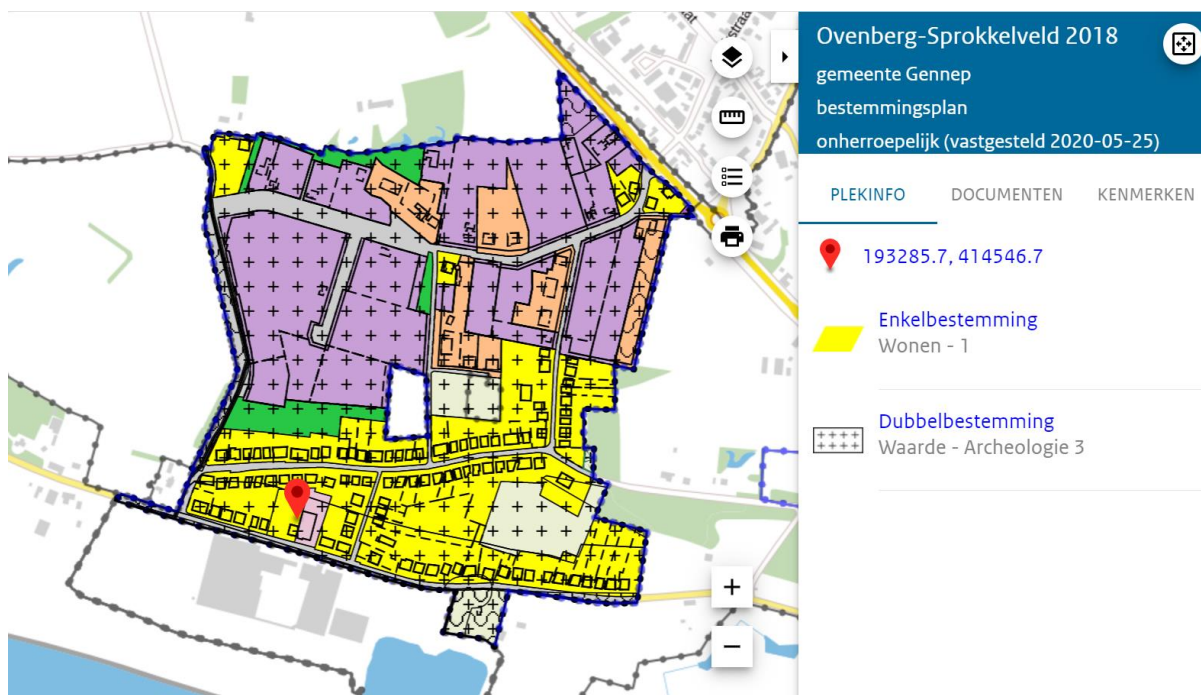 Ovenberg-Sprokkelveld 2018
gemeente Gennep
bestemmingsplan
onherroepelijk (vastgesteld 2020-05-25)
PLEKINFO DOCUMENTEN KENMERKEN
193285.7, 414546.7
Enkelbestemming
Wonen - 1
Dubbelbestemming
Waarde - Archeologie 3